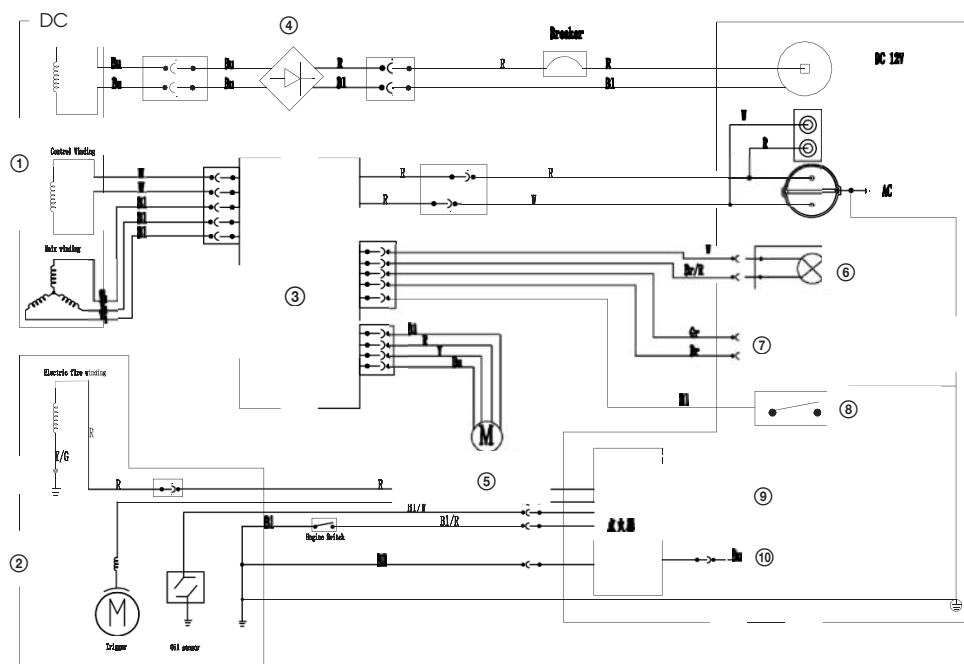 DC
④
Breaker
Bu
Bu
R
R
R
DC 12V
Bu
Bu
Bl
Bl
W
R
①
Control Winding
W
W
Bl
Bl
Bl
R
R
R
W
AC
Main winding
③
W
Br/R
⑥
Gr
Br
⑦
Bl
R
Y
Bu
M
⑤
Bl
⑧
Electric fire winding
Y/G
R
R
Bl/W
Bl
Bl/R
Engine Switch
⑨
②
Bu
⑩
M
Trigger
Oil sensor